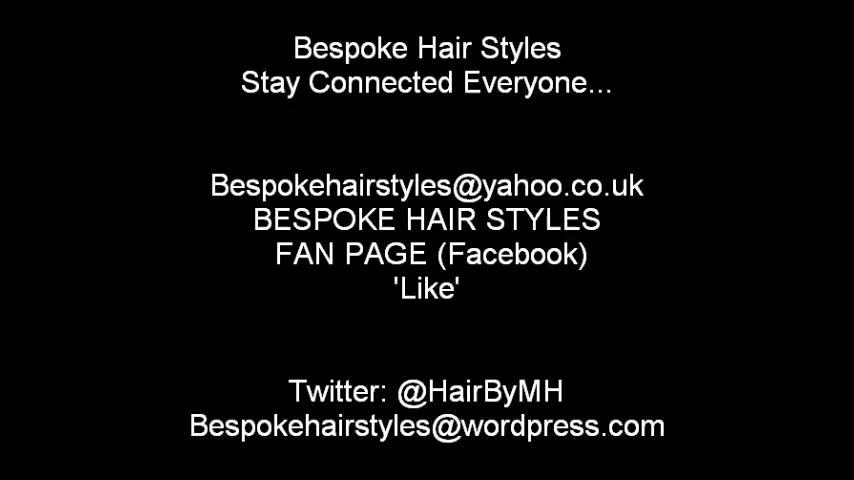 Bespoke Hair Styles
Stay Connected Everyone...
Bespokehairstyles@yahoo.co.uk
BESPOKE HAIR STYLES
FAN PAGE (Facebook)
'Like'
Twitter: @HairByMH
Bespokehairstyles@wordpress.com